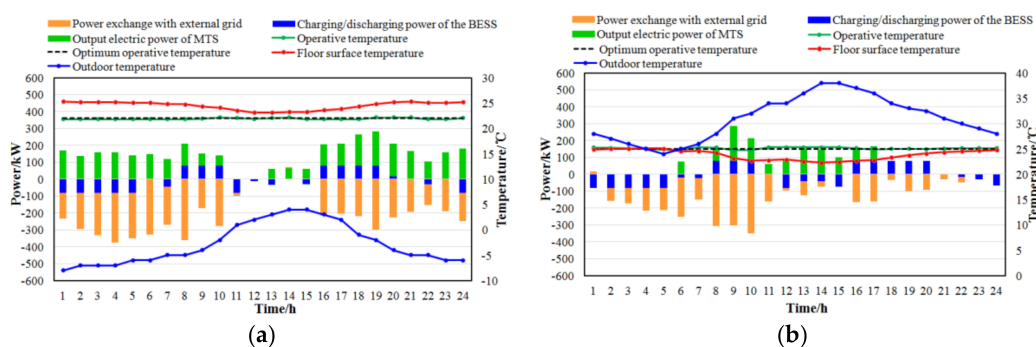 Power exchange with external grid
Charging/discharging power of the BESS
Output electric power of MTS
Operative temperature
Optimum operative temperature
Floor surface temperature
Outdoor temperature
600
500
400
300
200
100
0
-100
-200
-300
-400
-500
-600
Power/kW
30
25
20
15
10
5
0
-5
-10
Temperature/℃
1 2 3 4 5 6 7 8 9 10 11 12 13 14 15 16 17 18 19 20 21 22 23 24
Time/h
(a)
Power exchange with external grid
Charging/discharging power of the BESS
Output electric power of MTS
Operative temperature
Optimum operative temperature
Floor surface temperature
Outdoor temperature
600
500
400
300
200
100
0
-100
-200
-300
-400
-500
-600
Power/kW
40
35
30
25
20
15
10
5
0
Temperature/℃
1 2 3 4 5 6 7 8 9 10 11 12 13 14 15 16 17 18 19 20 21 22 23 24
Time/h
(b)